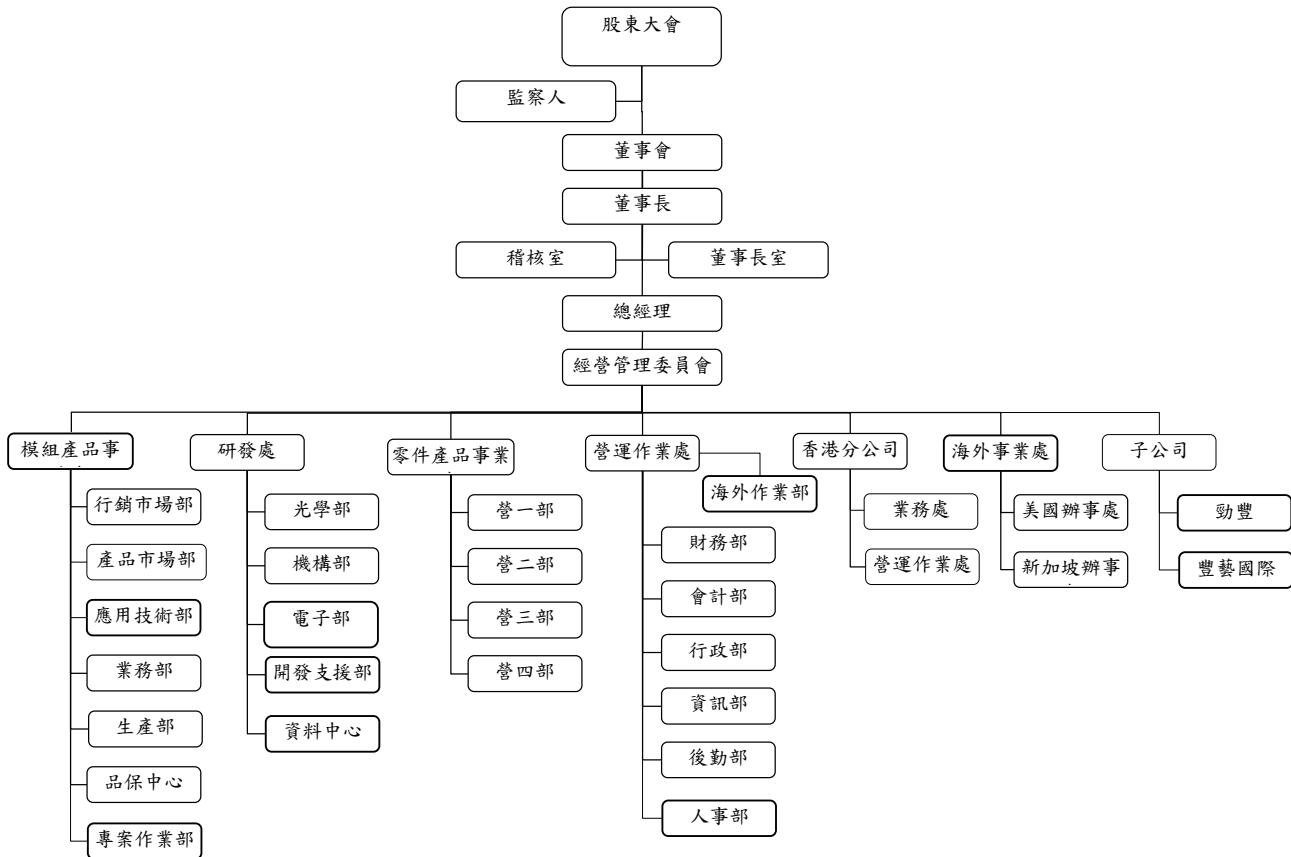 股東大會
監察人
董事會
董事長
稽核室
董事長室
總經理
經營管理委員會
模組產品事
行銷市場部
產品市場部
應用技術部
業務部
生產部
品保中心
專案作業部
研發處
光學部
機構部
電子部
開發支援部
資料中心
零件產品事業
營一部
營二部
營三部
營四部
營運作業處
海外作業部
財務部
會計部
行政部
資訊部
後勤部
人事部
香港分公司
業務處
營運作業處
海外事業處
美國辦事處
新加坡辦事
子公司
勁豐
豐藝國際